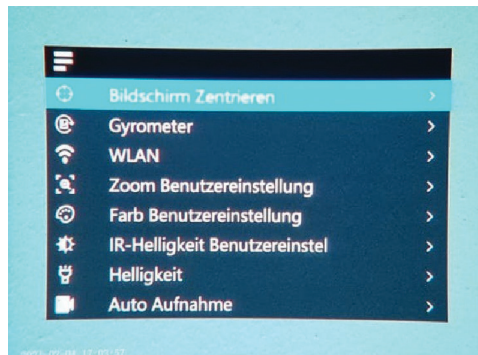 Bildschirm Zentrieren
Gyrometer
WLAN
Zoom Benutzereinstellung
Farb Benutzereinstellung
IR-Helligkeit Benutzereinstel
Helligkeit
Auto Aufnahme